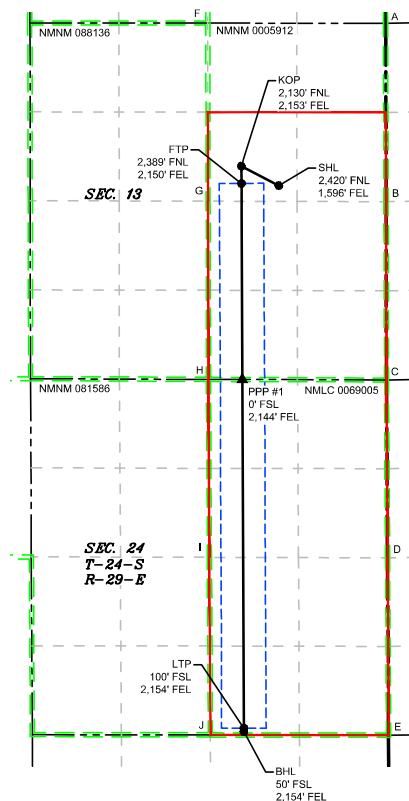 F
A
NMNM 088136
NMNM 0005912
KOP
2,130' FNL
2,153' FEL
FTP
2,389' FNL
2,150' FEL
SHL
2,420' FNL
1,596' FEL
SEC. 13
G
B
H
C
NMNM 081586
PPP #1
0' FSL
2,144' FEL
NMLC 0069005
SEC. 24
T-24-S
R-29-E
I
D
LTP
100' FSL
2,154' FEL
J
E
BHL
50' FSL
2,154' FEL